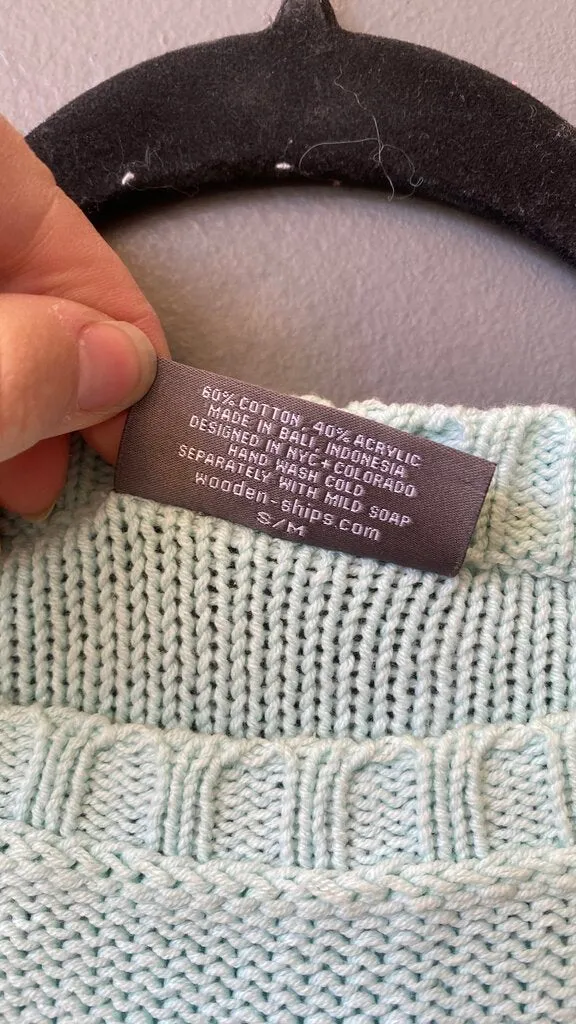 60% COTTON, 40% ACRYLIC
MADE IN BALI, INDONESIA
DESIGNED IN NYC + COLORADO
HAND WASH COLD
SEPARATELY WITH MILD SOAP
wooden-ships.com
S/M